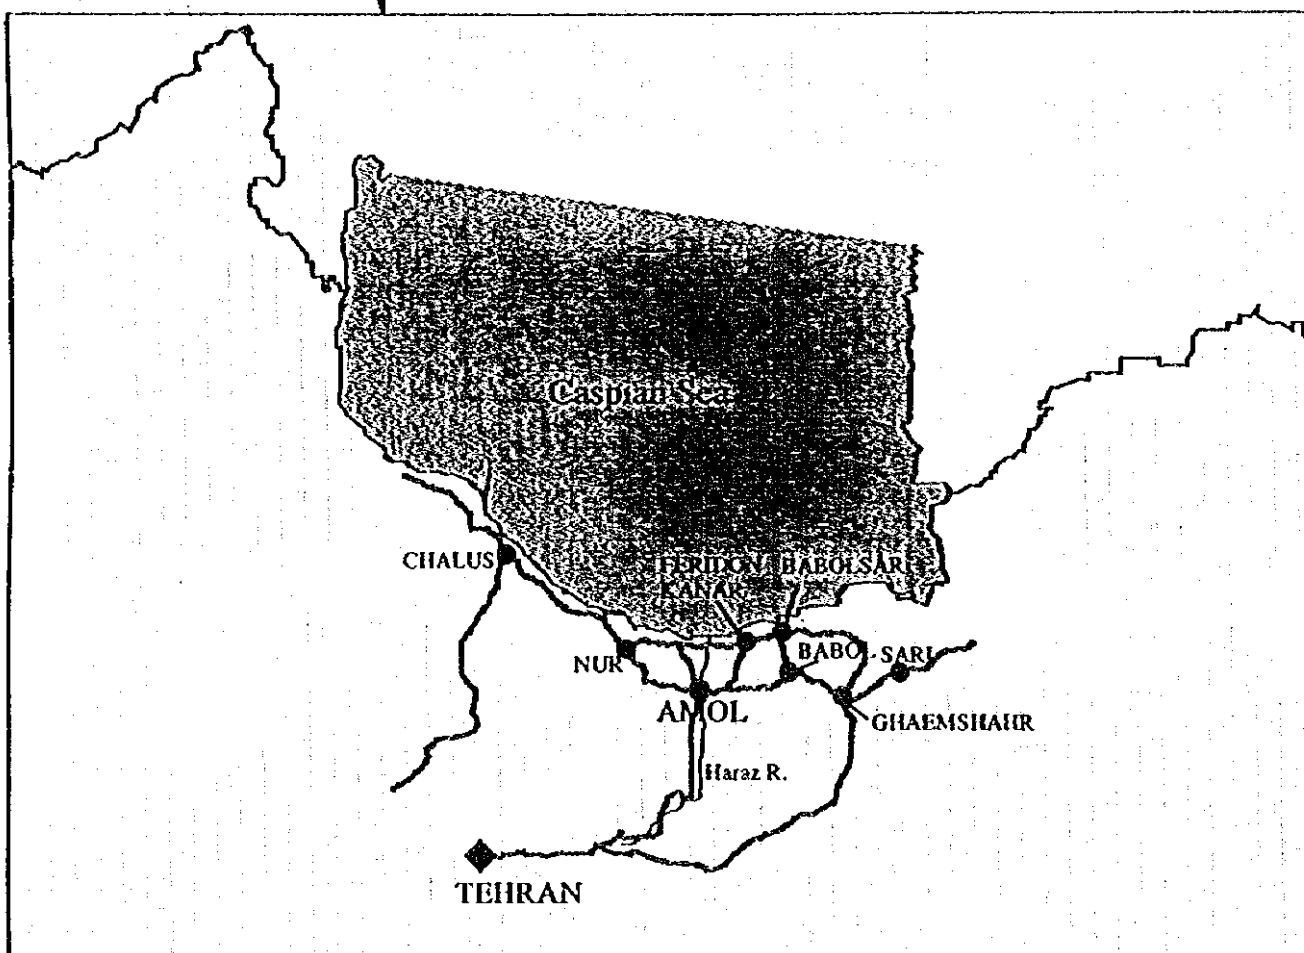 Caspian Sea
CHALUS
FERIDON
KANAR
BABOLSAR
NUR
BABOL
SARI
AMOL
GHAEMSHAHR
Haraz R.
TEHRAN